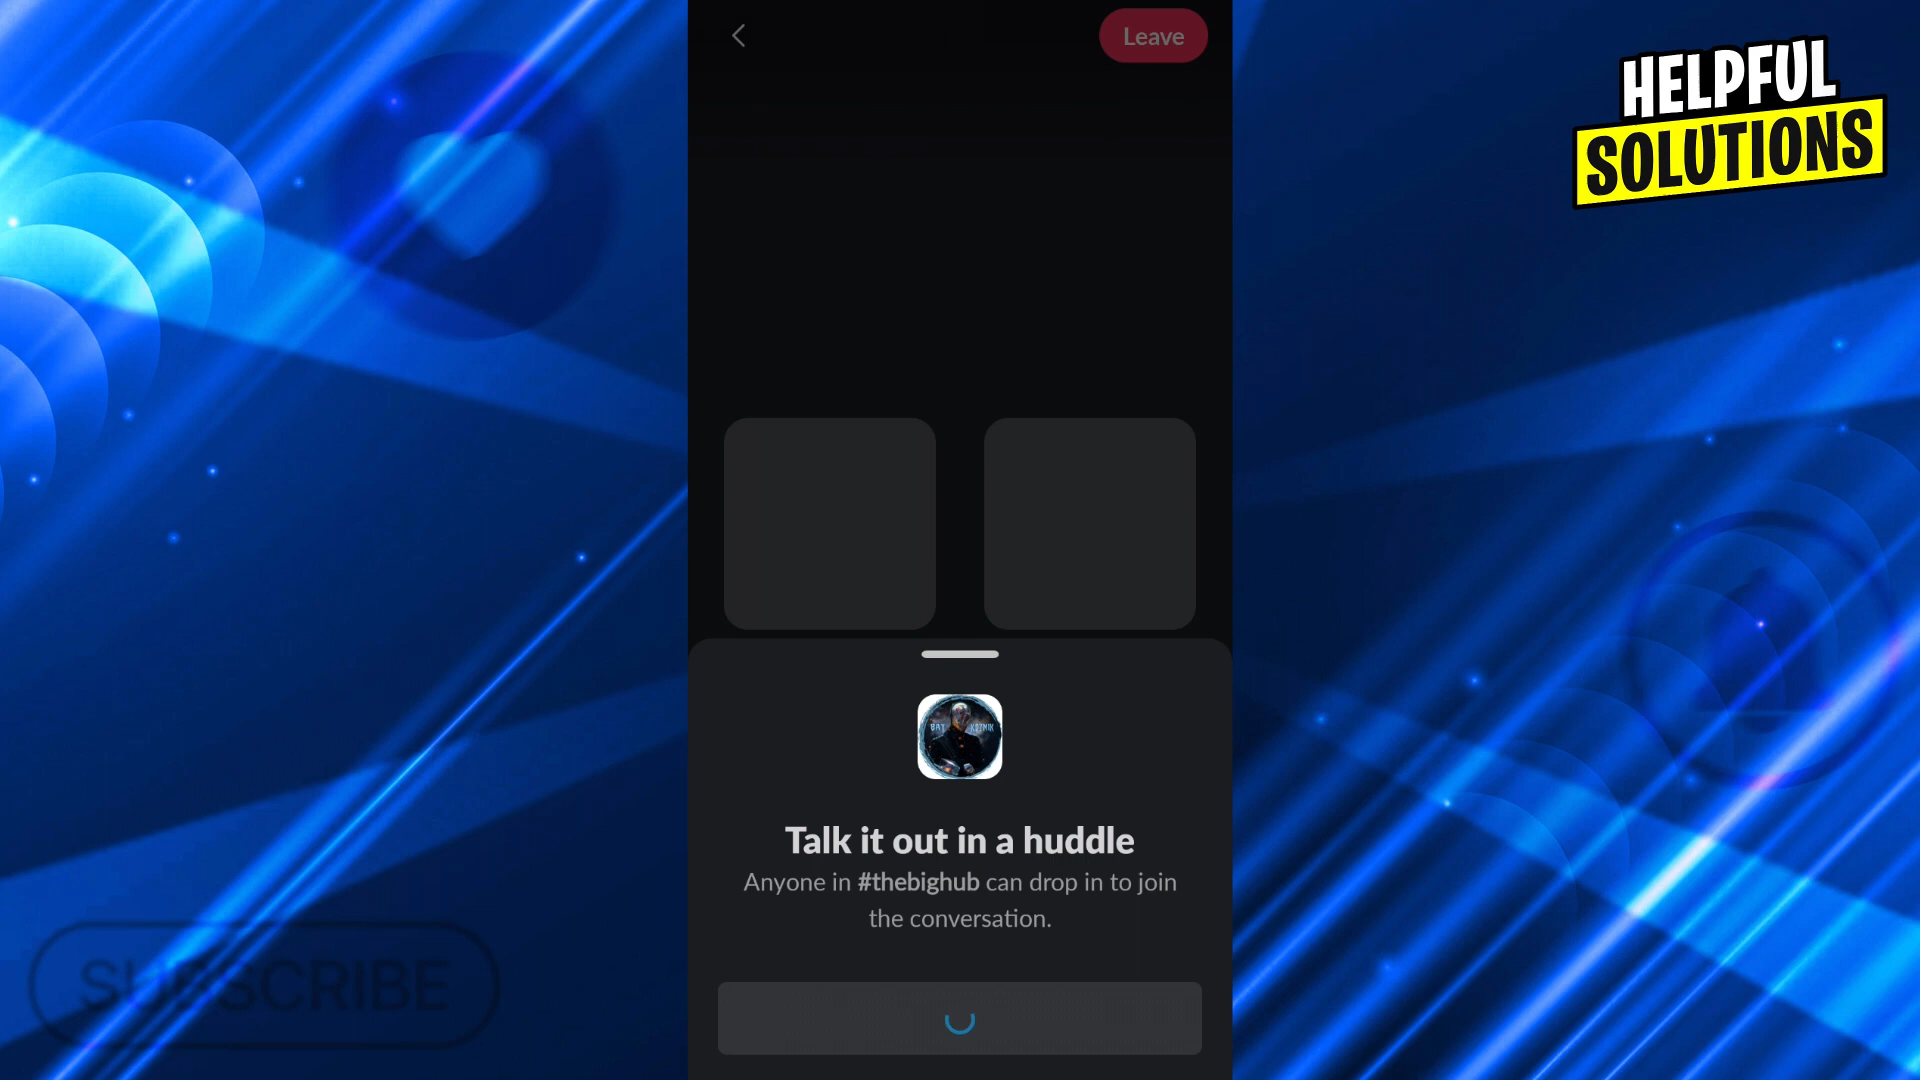 Leave
HELPFUL
SOLUTIONS
BAT
Talk it out in a huddle
Anyone in #thebighub can drop in to join
the conversation.
SUBSCRIBE